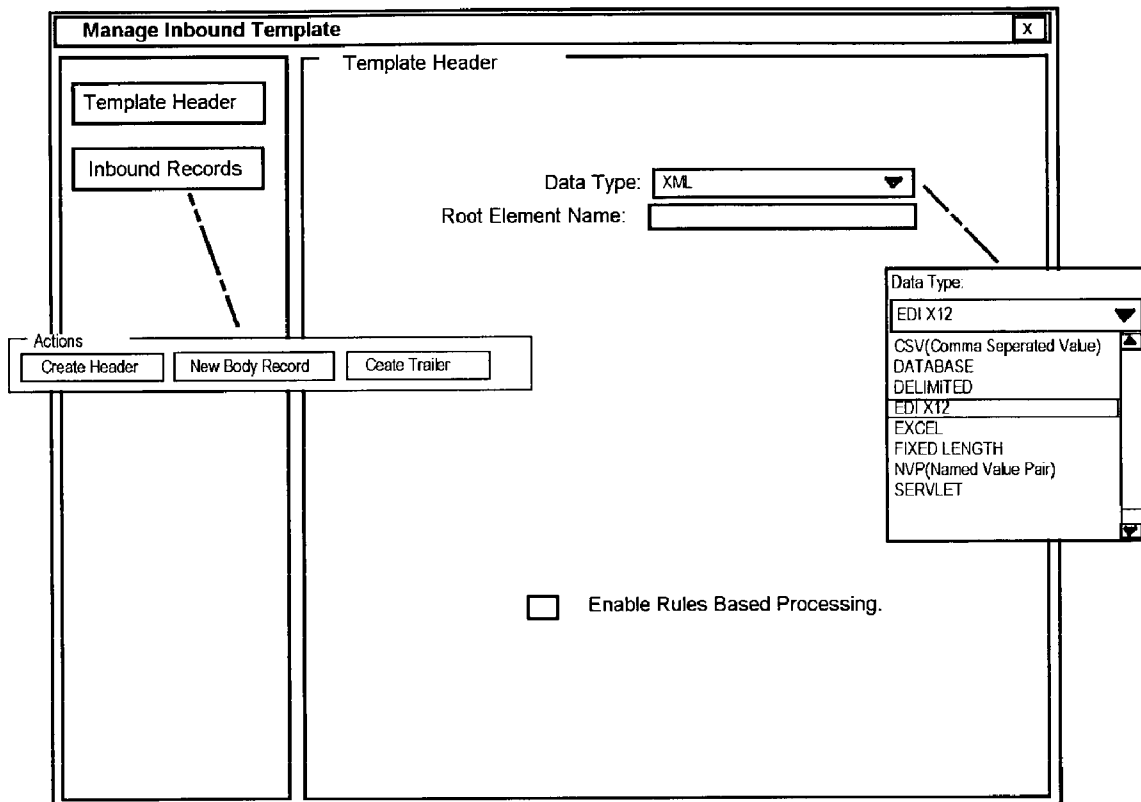 Manage Inbound Template
X
Template Header
Template Header
Inbound Records
Data Type: XML
Root Element Name:
Data Type:
EDI X12
CSV(Comma Seperated Value)
DATABASE
DELIMITED
EDI X12
EXCEL
FIXED LENGTH
NVP(Named Value Pair)
SERVLET
Actions
Create Header New Body Record Ceate Trailer
Enable Rules Based Processing.